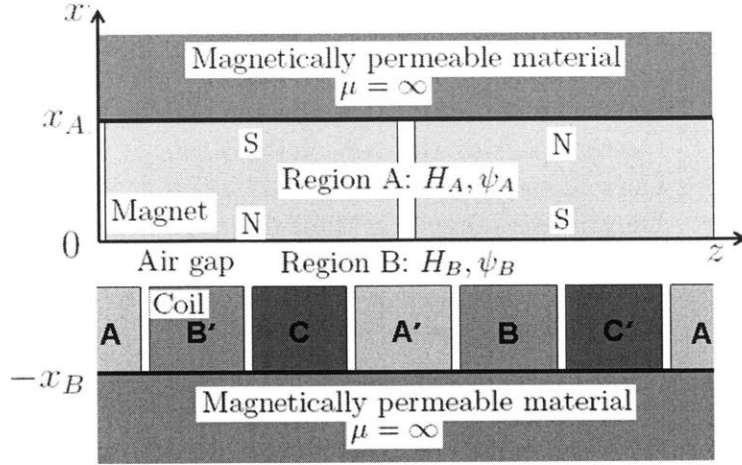 x
Magnetically permeable material
μ = ∞
x_A
S
N
Region A: H_A, ψ_A
Magnet
N
S
0
z
Air gap
Region B: H_B, ψ_B
Coil
A
B′
C
A′
B
C′
A
−x_B
Magnetically permeable material
μ = ∞